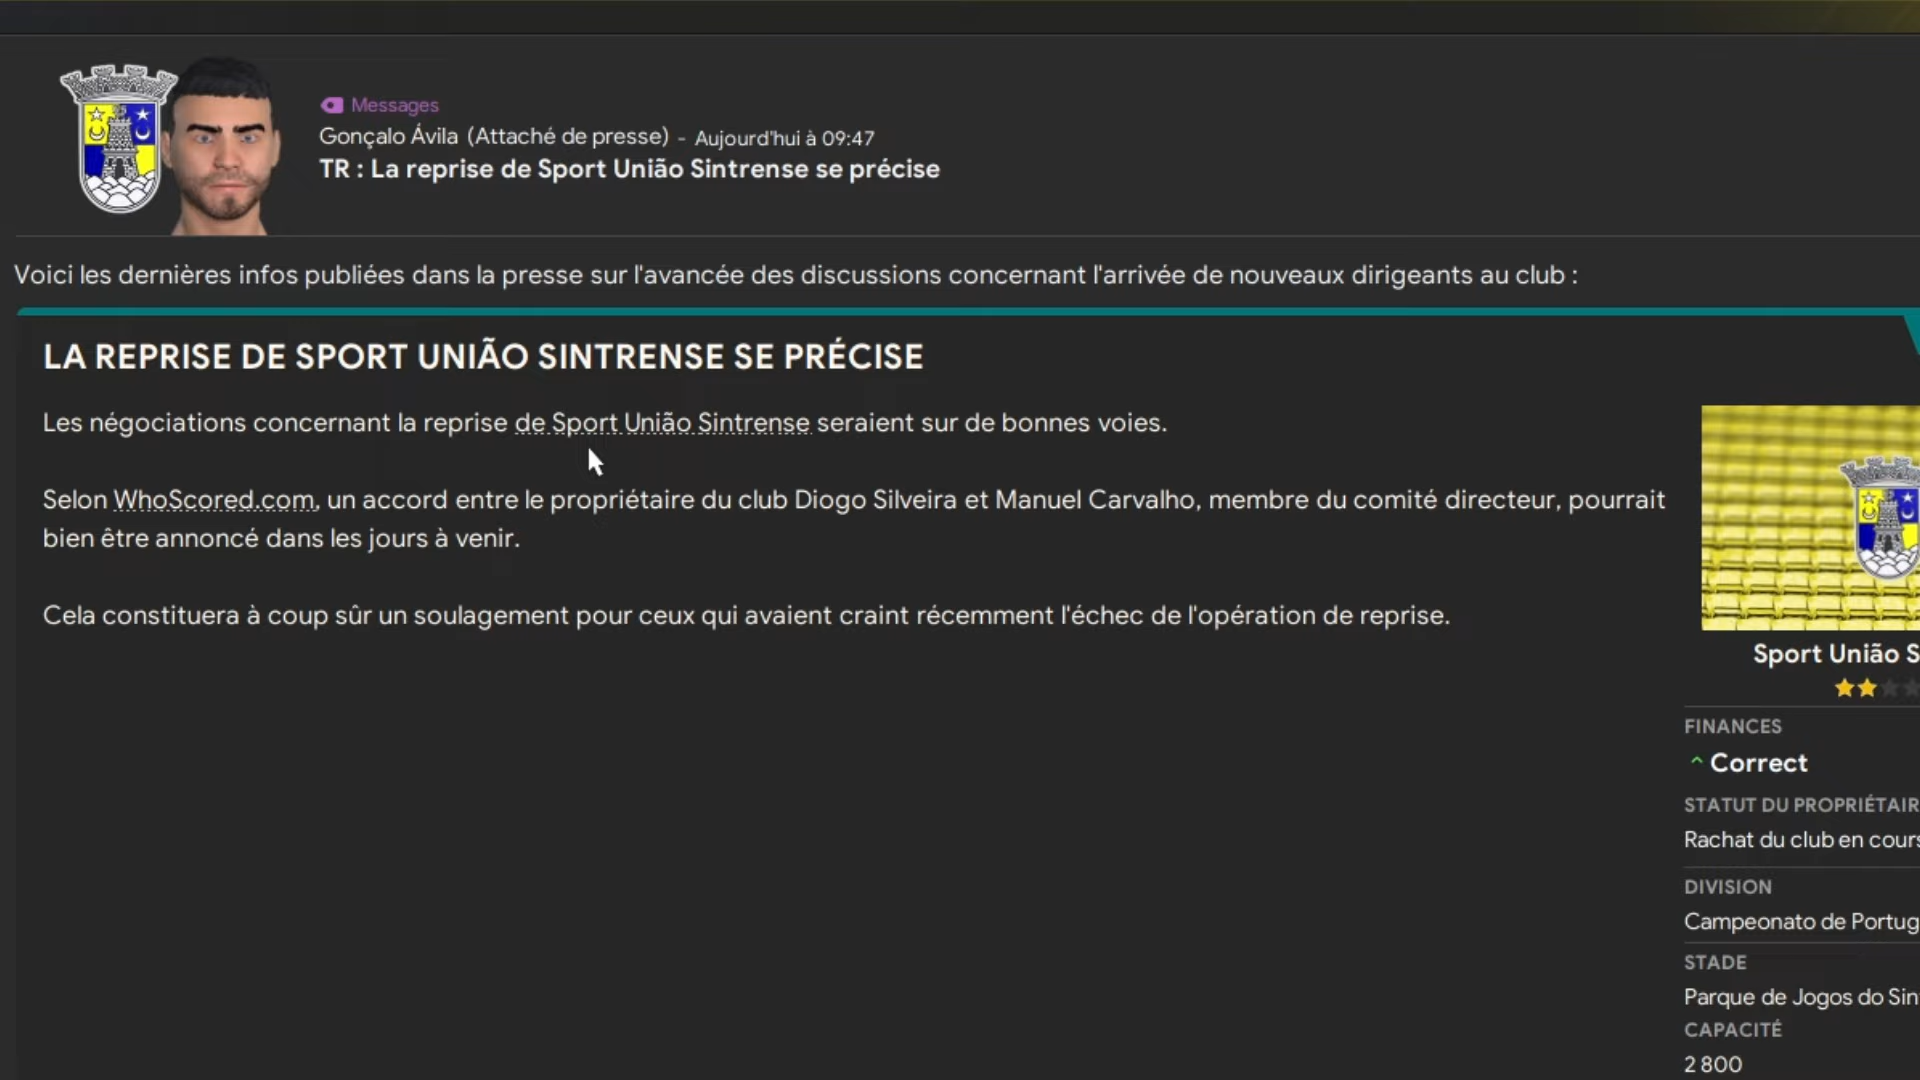 Messages
Gonçalo Ávila (Attaché de presse) - Aujourd'hui à 09:47
TR : La reprise de Sport União Sintrense se précise
Voici les dernières infos publiées dans la presse sur l'avancée des discussions concernant l'arrivée de nouveaux dirigeants au club :
LA REPRISE DE SPORT UNIÃO SINTRENSE SE PRÉCISE
Les négociations concernant la reprise de Sport União Sintrense seraient sur de bonnes voies.
Selon WhoScored.com, un accord entre le propriétaire du club Diogo Silveira et Manuel Carvalho, membre du comité directeur, pourrait
bien être annoncé dans les jours à venir.
Cela constituera à coup sûr un soulagement pour ceux qui avaient craint récemment l'échec de l'opération de reprise.
Sport União S
FINANCES
Correct
STATUT DU PROPRIÉTAIR
Rachat du club en cours
DIVISION
Campeonato de Portug
STADE
Parque de Jogos do Sin
CAPACITÉ
2 800